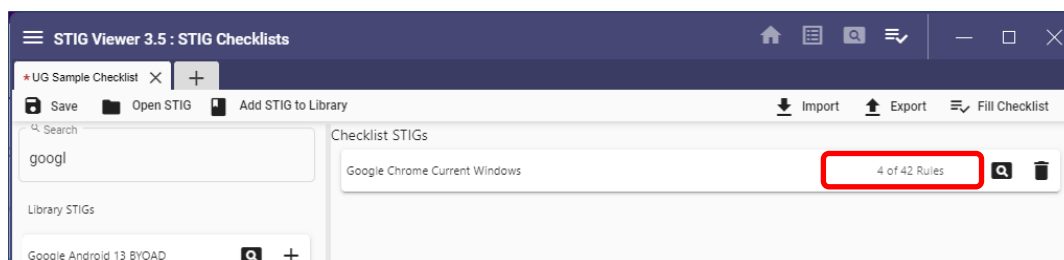 STIG Viewer 3.5 : STIG Checklists
*UG Sample Checklist
Save Open STIG Add STIG to Library Import Export Fill Checklist
Search
googl
Checklist STIGs
Google Chrome Current Windows 4 of 42 Rules
Library STIGs
Google Android 13 BYOAD